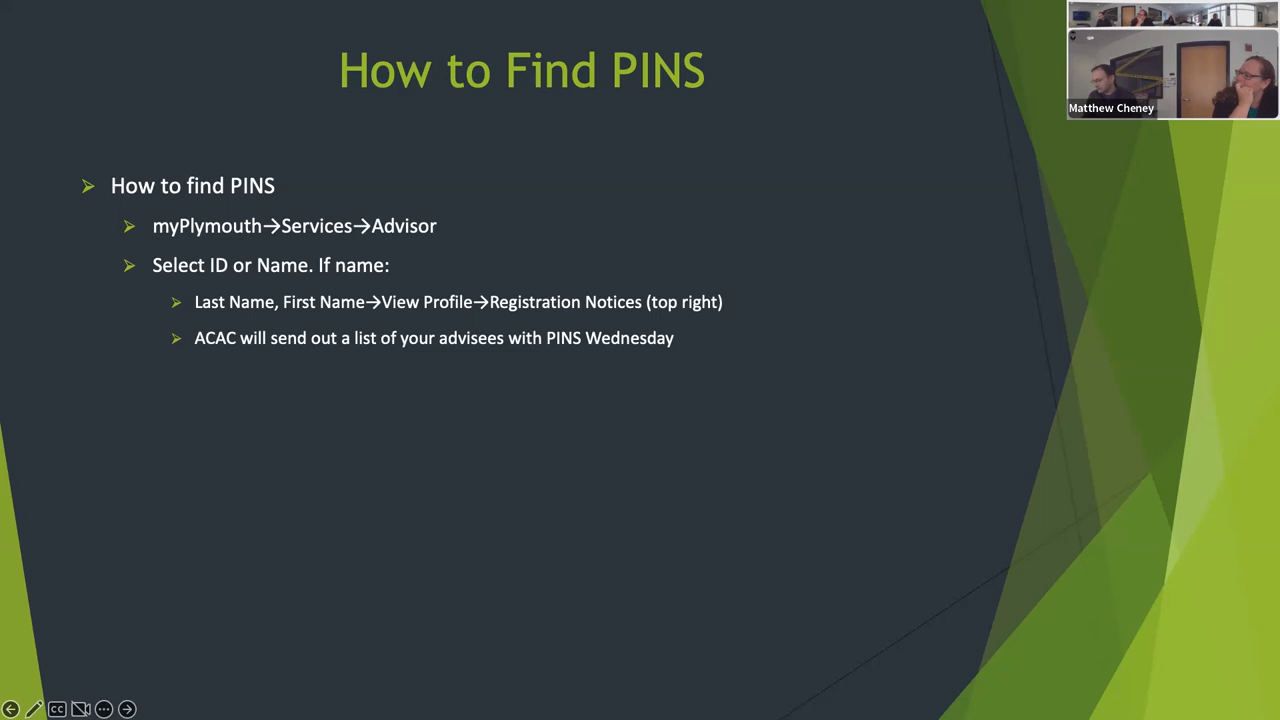 How to Find PINS
How to find PINS
myPlymouth→Services→Advisor
Select ID or Name. If name:
Last Name, First Name→View Profile→Registration Notices (top right)
ACAC will send out a list of your advisees with PINS Wednesday
Matthew Cheney
CC